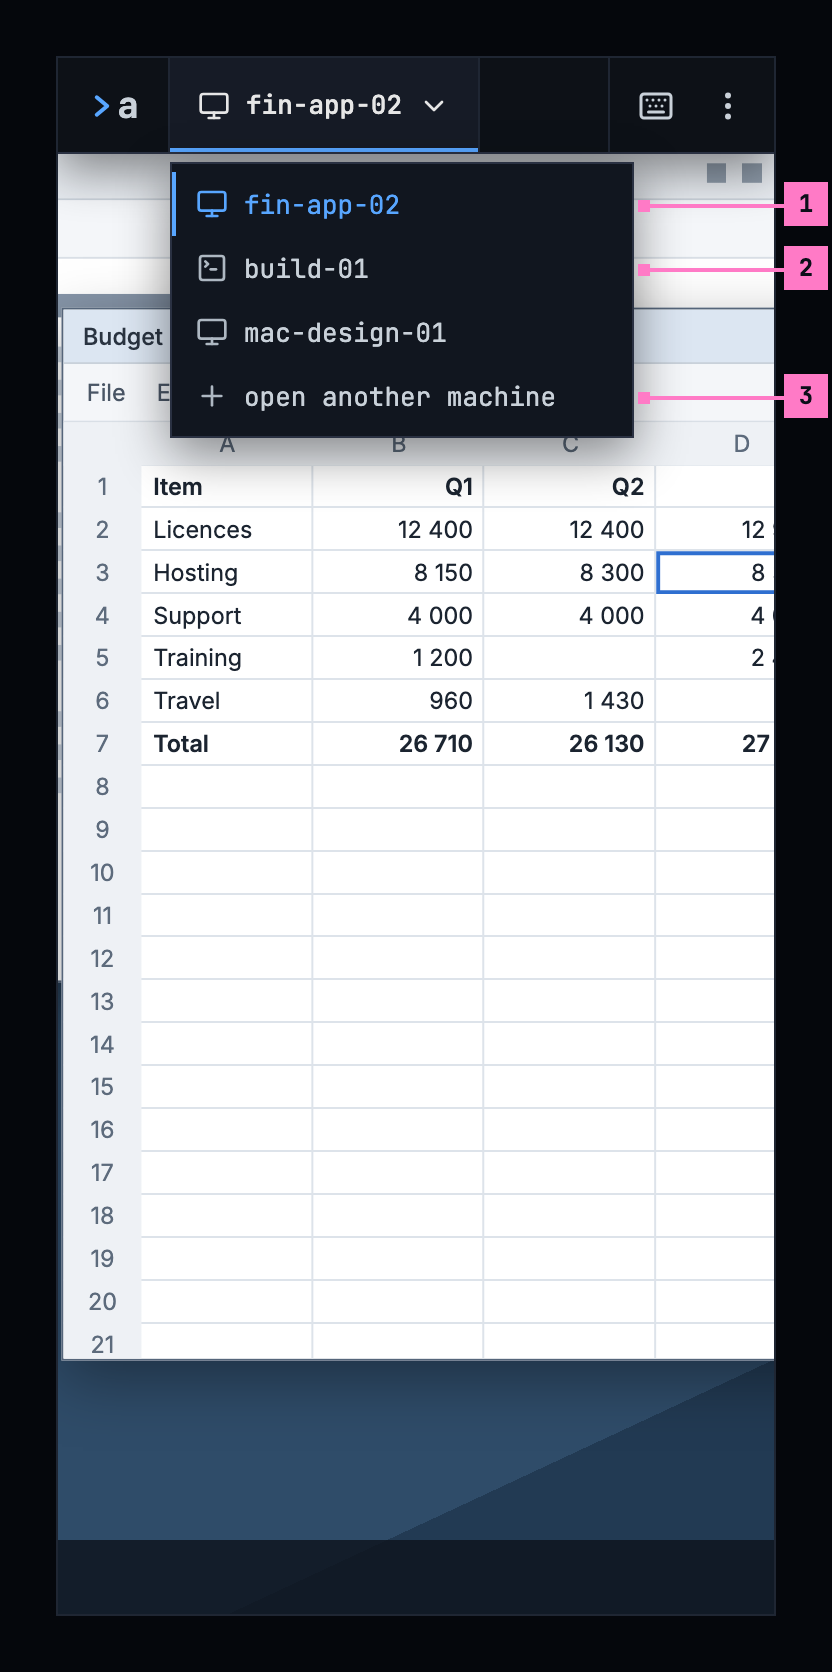 >a fin-app-02
fin-app-02 1
build-01 2
mac-design-01
open another machine 3
Budget
File
A B C D
1 Item Q1 Q2
2 Licences 12 400 12 400 12
3 Hosting 8 150 8 300 8
4 Support 4 000 4 000 4
5 Training 1 200 2
6 Travel 960 1 430
7 Total 26 710 26 130 27
8
9
10
11
12
13
14
15
16
17
18
19
20
21